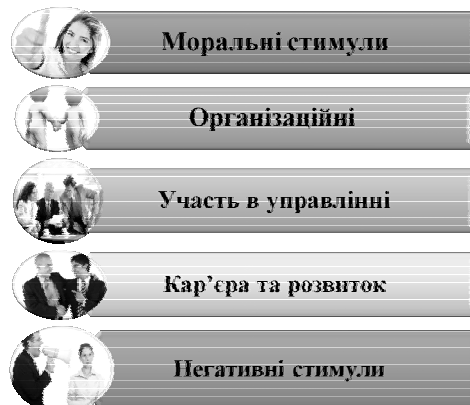 Моральні стимули
Організаційні
Участь в управлінні
Кар’єра та розвиток
Негативні стимули